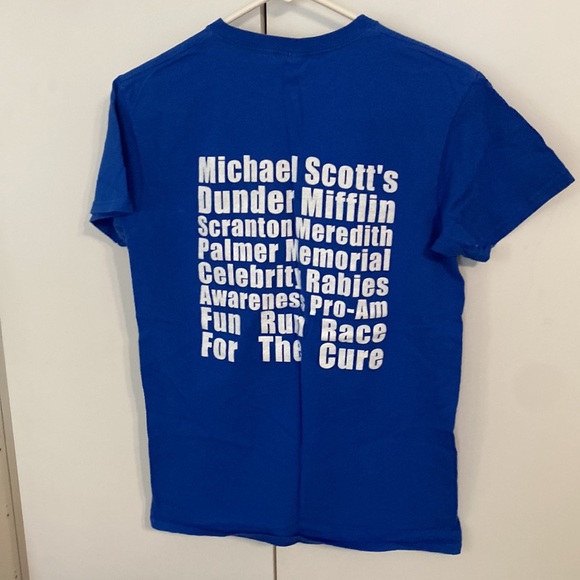 Michael Scott's
Dunder Mifflin
Scranton Meredith
Palmer Memorial
Celebrity Rabies
Awareness Pro-Am
Fun Run Race
For The Cure